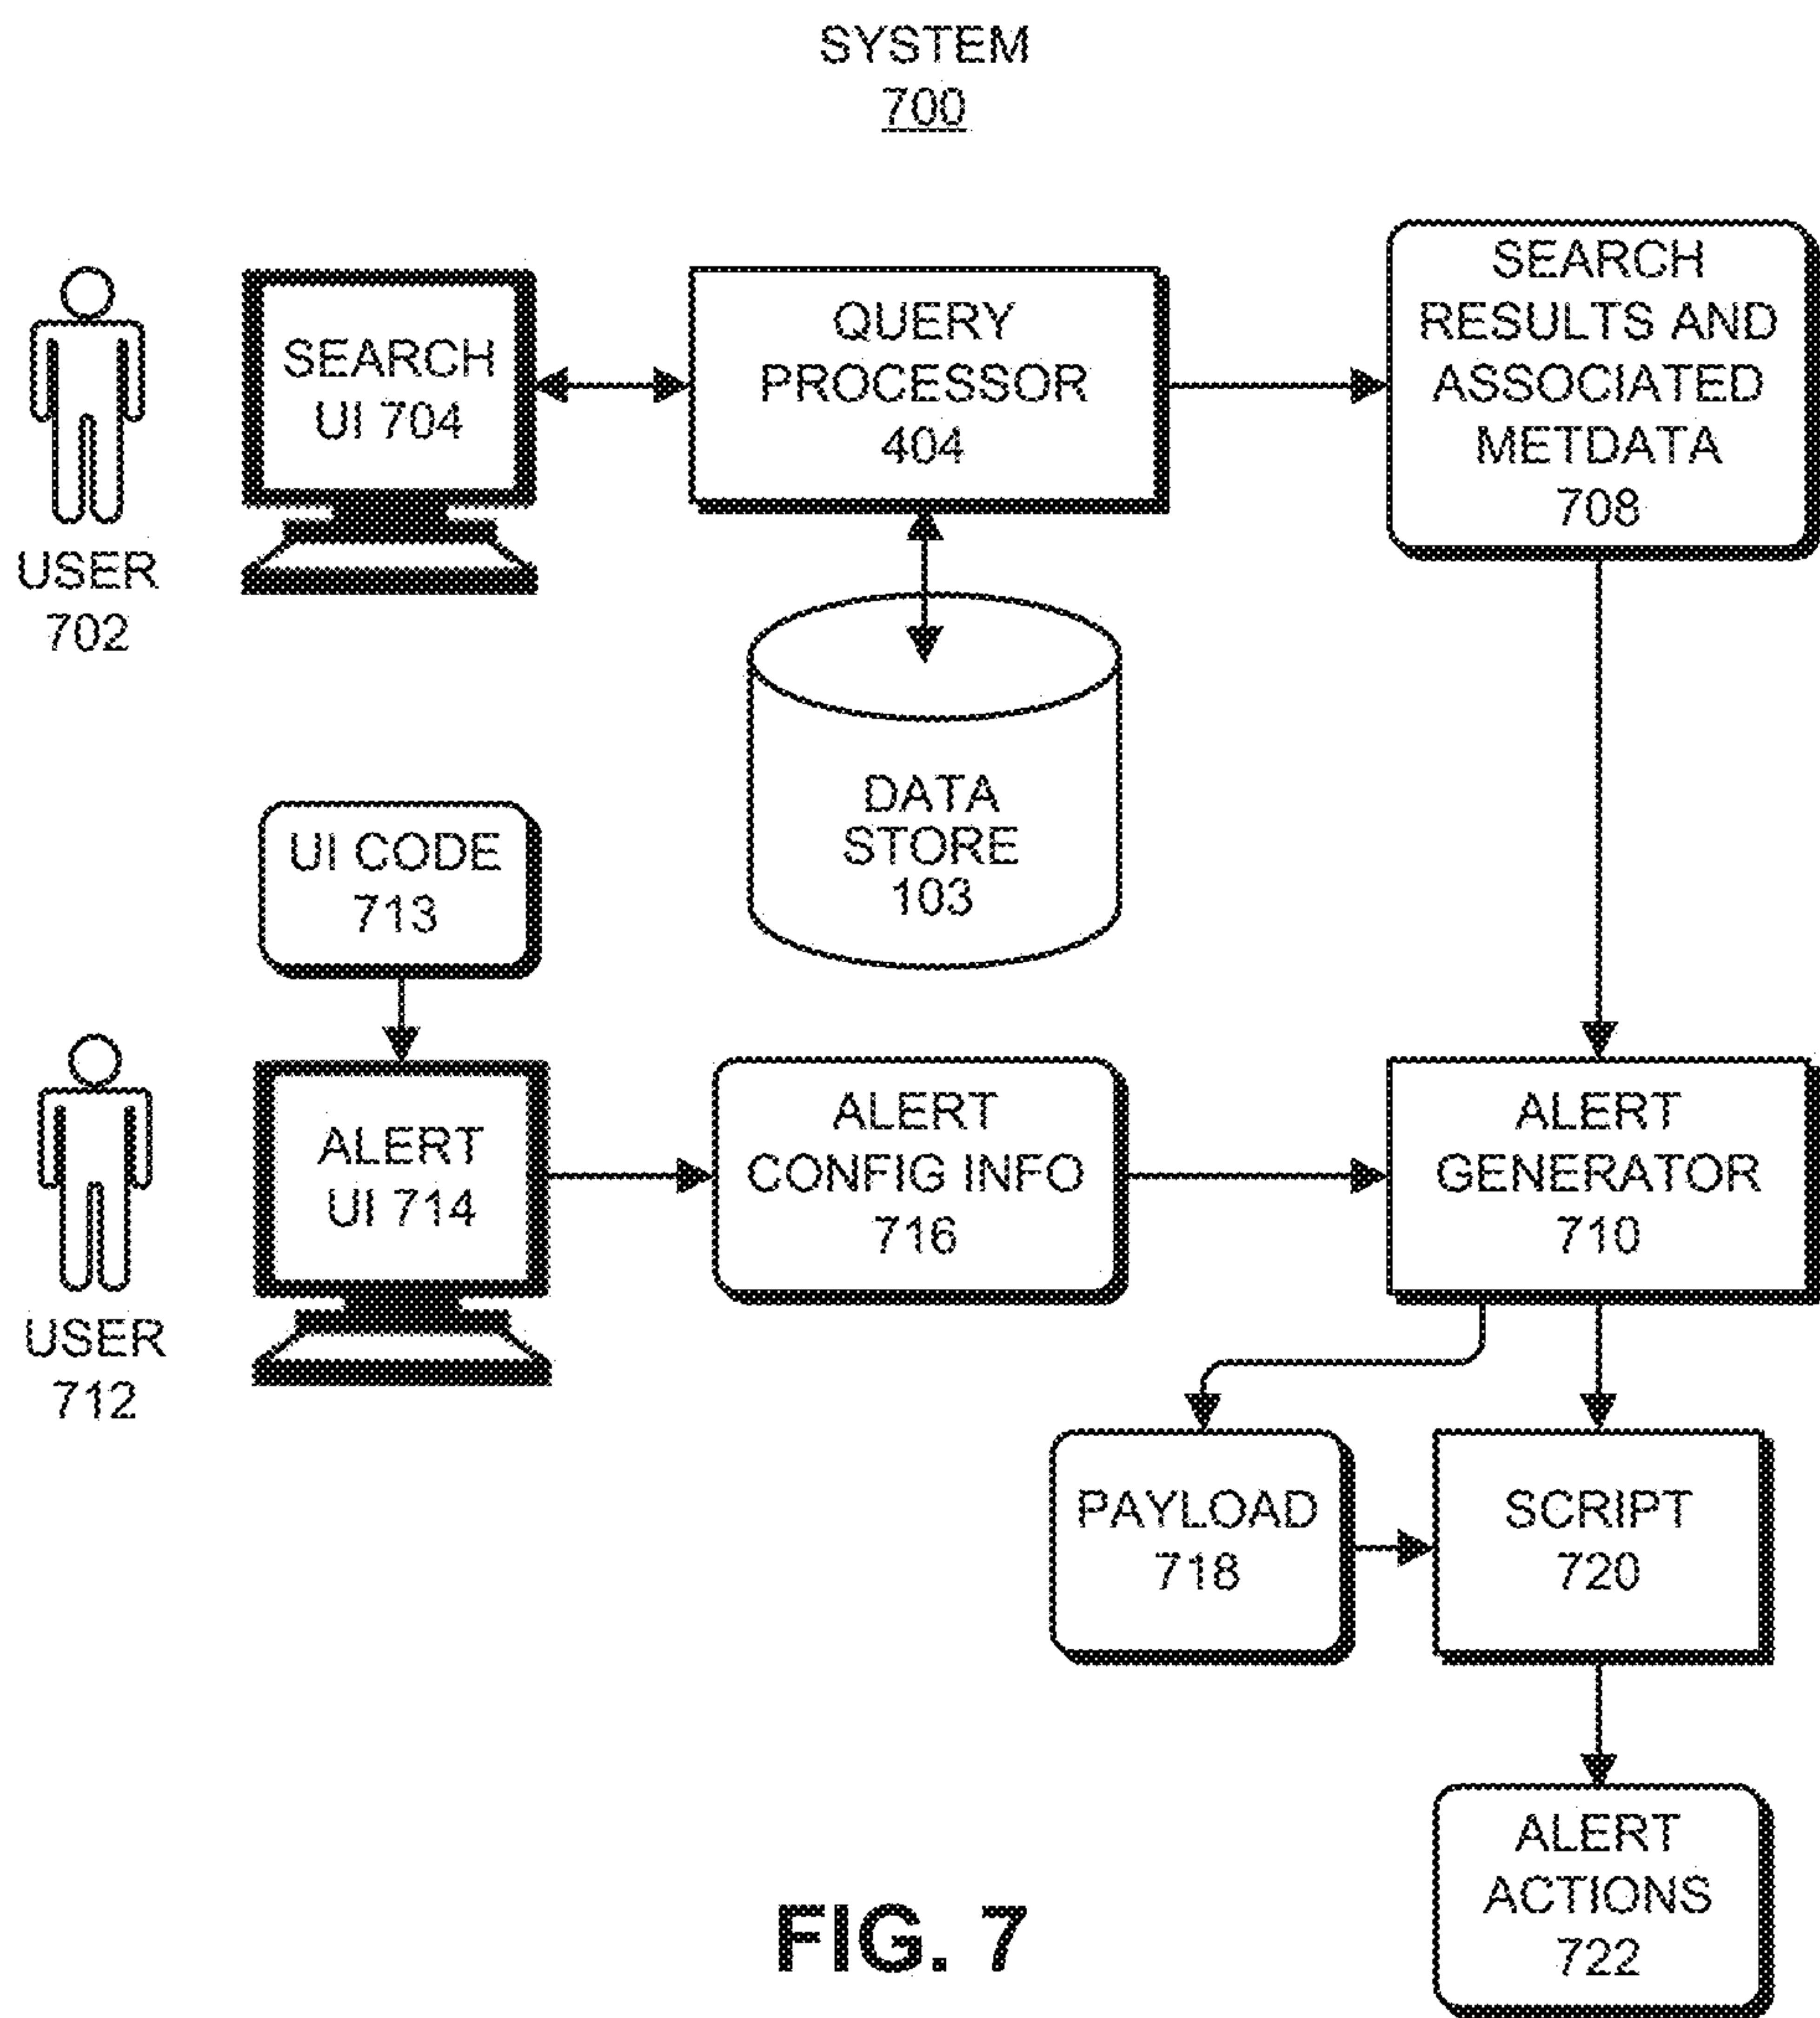 SYSTEM
700
USER
702
SEARCH
UI 704
QUERY
PROCESSOR
404
SEARCH
RESULTS AND
ASSOCIATED
METDATA
708
DATA
STORE
103
UI CODE
713
USER
712
ALERT
UI 714
ALERT
CONFIG INFO
716
ALERT
GENERATOR
710
PAYLOAD
718
SCRIPT
720
ALERT
ACTIONS
722
FIG. 7